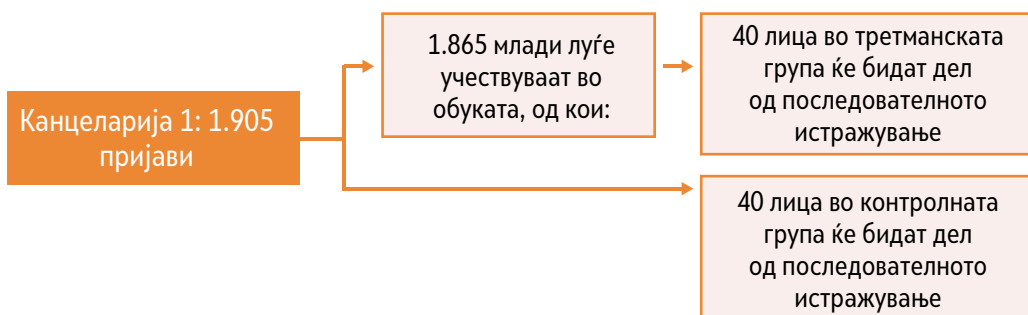 Канцеларија 1: 1.905
пријави
1.865 млади луѓе
учествуваат во
обуката, од кои:
40 лица во третманската
група ќе бидат дел
од последователното
истражување
40 лица во контролната
група ќе бидат дел
од последователното
истражување